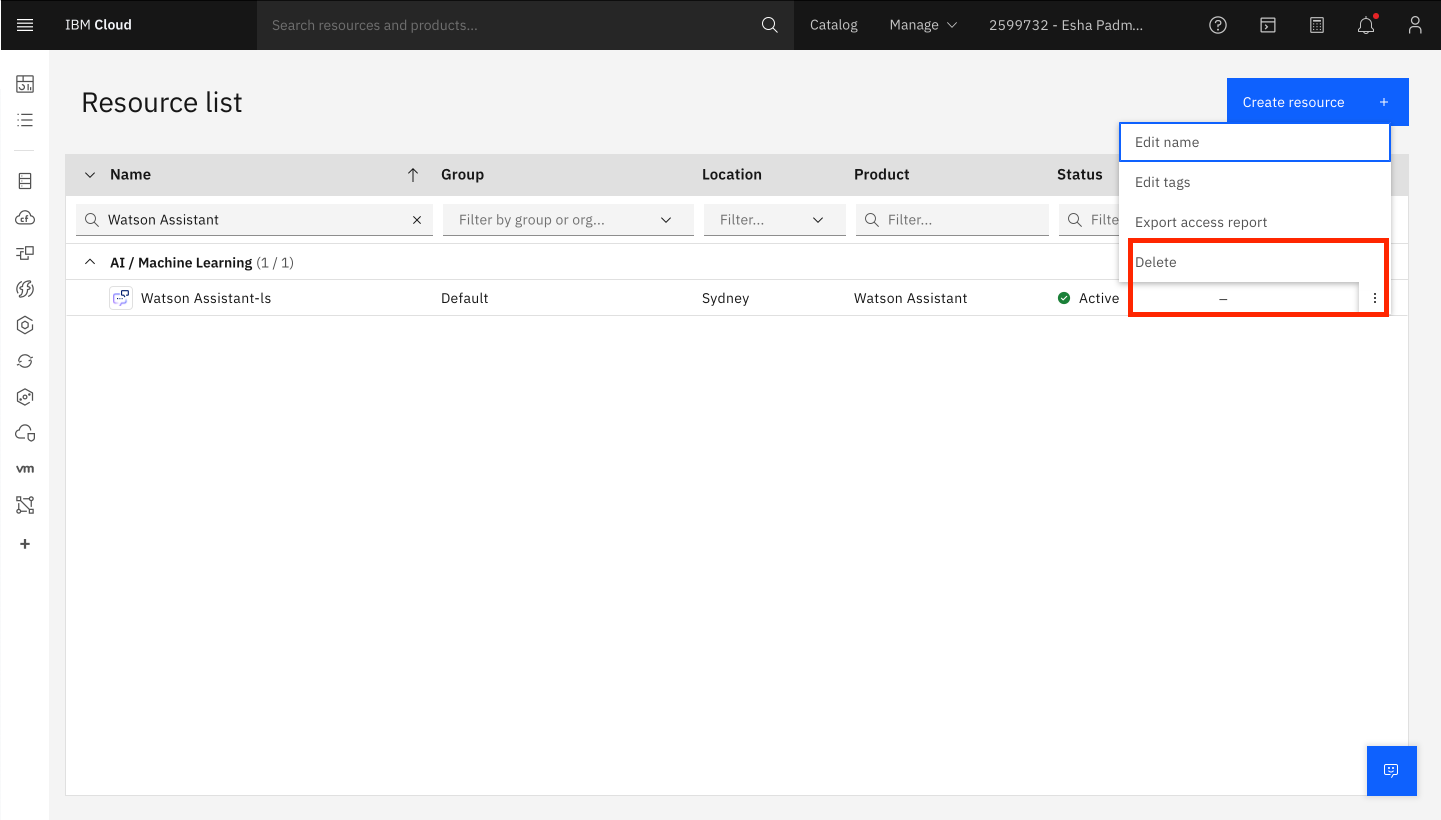 IBM Cloud
Search resources and products...
Catalog
Manage
2599732 - Esha Padm...
Resource list
Create resource +
Edit name
Edit tags
Export access report
Delete
Name
Group
Location
Product
Status
Watson Assistant
Filter by group or org...
Filter...
Filter...
Filte
AI / Machine Learning (1 / 1)
Watson Assistant-ls
Default
Sydney
Watson Assistant
Active
–
cf
vm
+